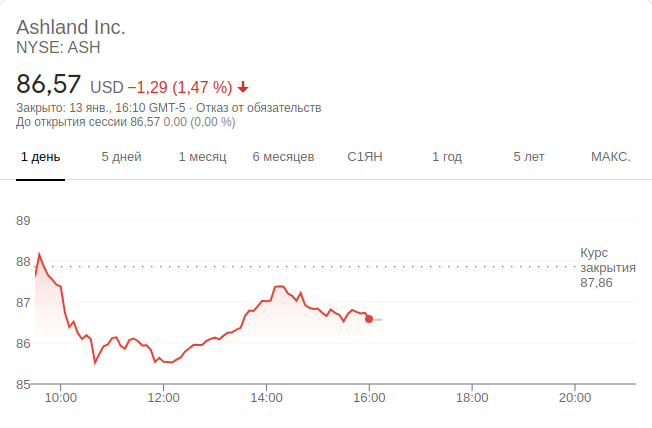 Ashland Inc.
NYSE: ASH
86,57 USD −1,29 (1,47 %)
Закрыто: 13 янв., 16:10 GMT-5 · Отказ от обязательств
До открытия сессии 86,57 0,00 (0,00 %)
1 день 5 дней 1 месяц 6 месяцев С1ЯН 1 год 5 лет МАКС.
89
88
87
86
85
Курс
закрытия
87,86
10:00 12:00 14:00 16:00 18:00 20:00